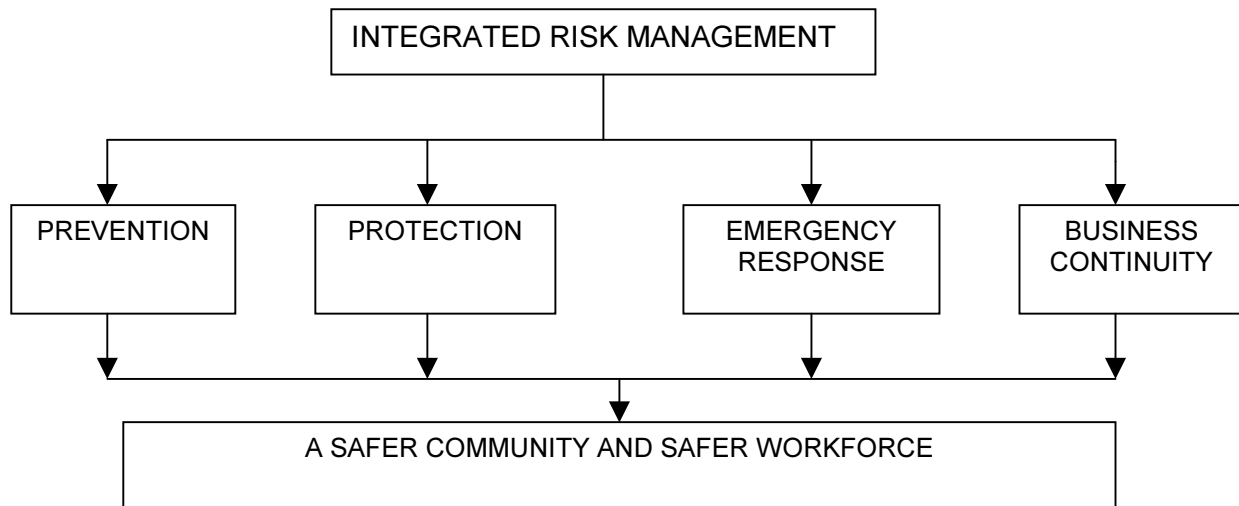 INTEGRATED RISK MANAGEMENT
PREVENTION
PROTECTION
EMERGENCY
RESPONSE
BUSINESS
CONTINUITY
A SAFER COMMUNITY AND SAFER WORKFORCE